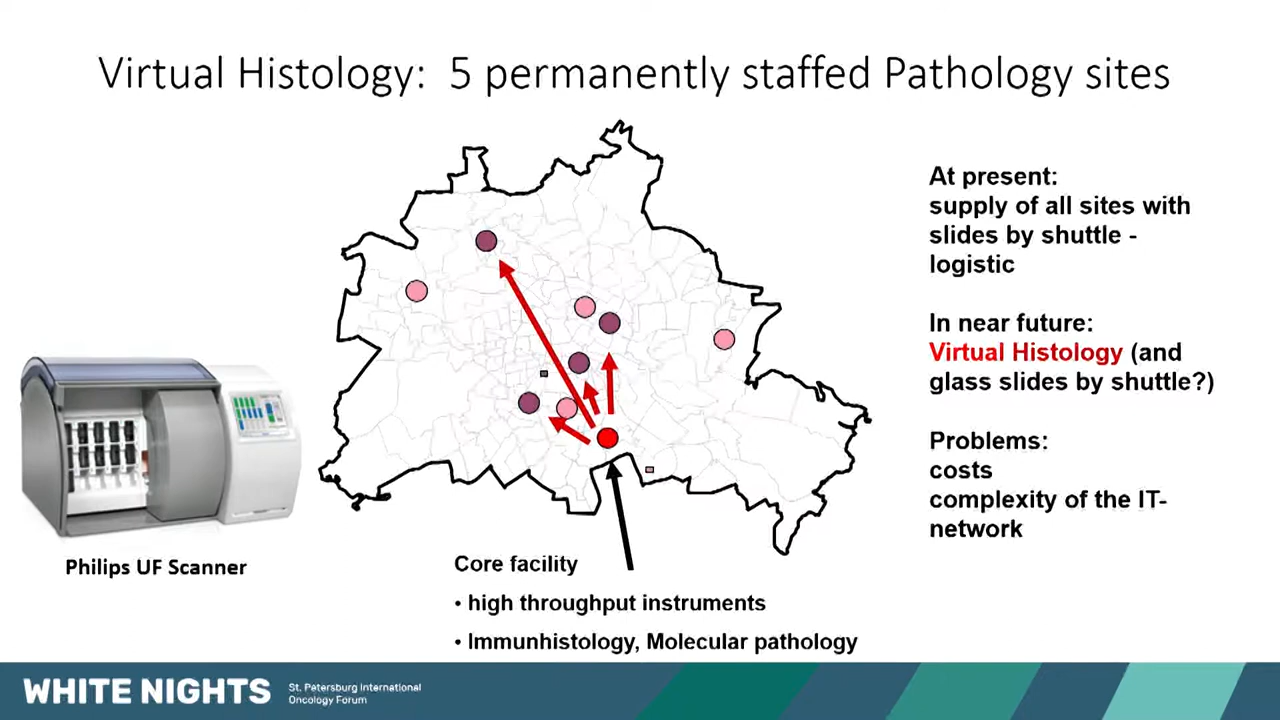 Virtual Histology:  5 permanently staffed Pathology sites
At present:
supply of all sites with
slides by shuttle -
logistic
In near future:
Virtual Histology (and
glass slides by shuttle?)
Problems:
costs
complexity of the IT-
network
Philips UF Scanner
Core facility
• high throughput instruments
• Immunhistology, Molecular pathology
WHITE NIGHTS
St. Petersburg International
Oncology Forum